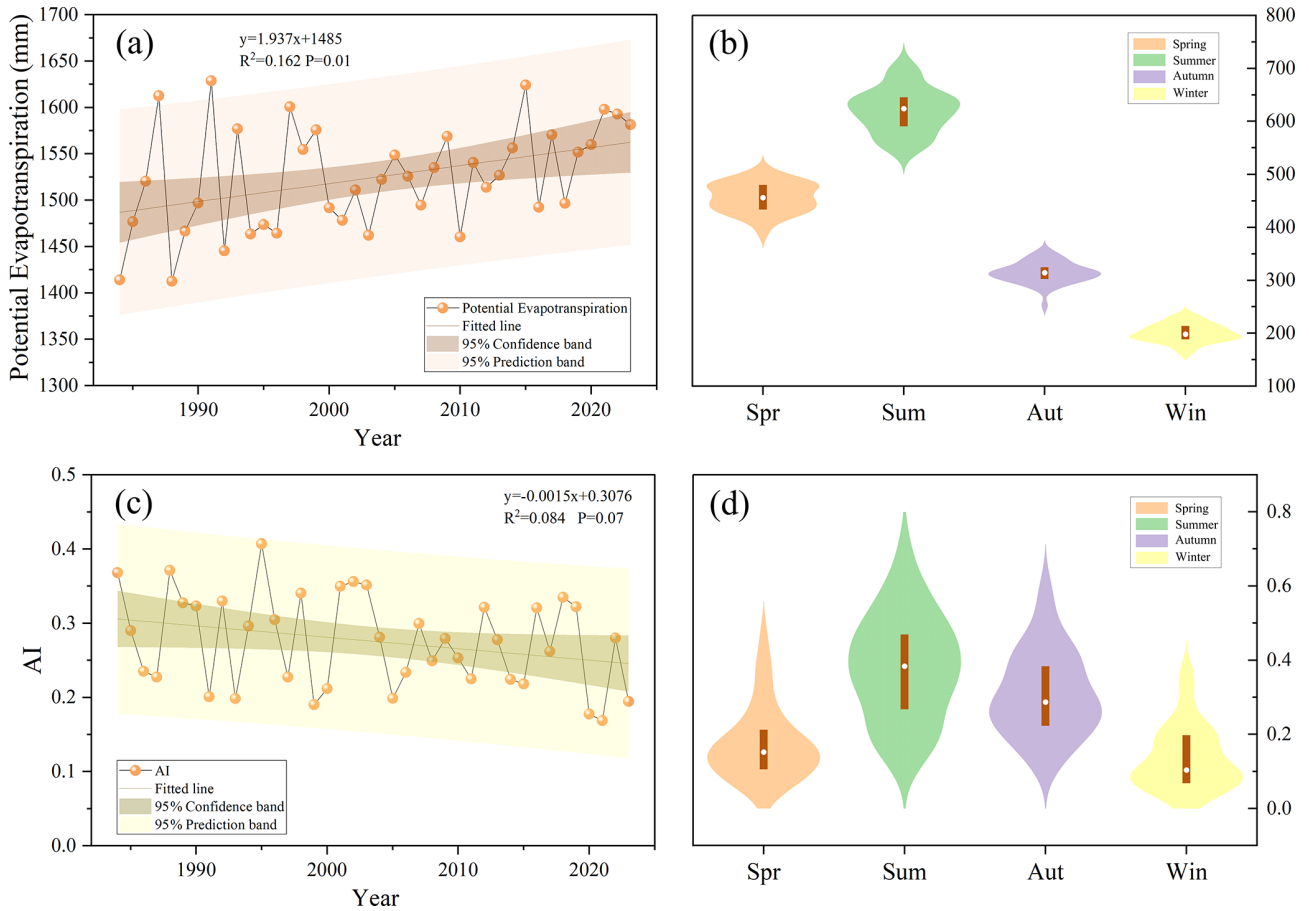 (a)
y=1.937x+1485
R²=0.162 P=0.01
Potential Evapotranspiration (mm)
1700
1650
1600
1550
1500
1450
1400
1350
1300
Potential Evapotranspiration
Fitted line
95% Confidence band
95% Prediction band
1990 2000 2010 2020
Year
(b)
Spring
Summer
Autumn
Winter
800
700
600
500
400
300
200
100
Spr Sum Aut Win
(c)
y=-0.0015x+0.3076
R²=0.084 P=0.07
AI
0.5
0.4
0.3
0.2
0.1
0.0
AI
Fitted line
95% Confidence band
95% Prediction band
1990 2000 2010 2020
Year
(d)
Spring
Summer
Autumn
Winter
0.8
0.6
0.4
0.2
0.0
Spr Sum Aut Win